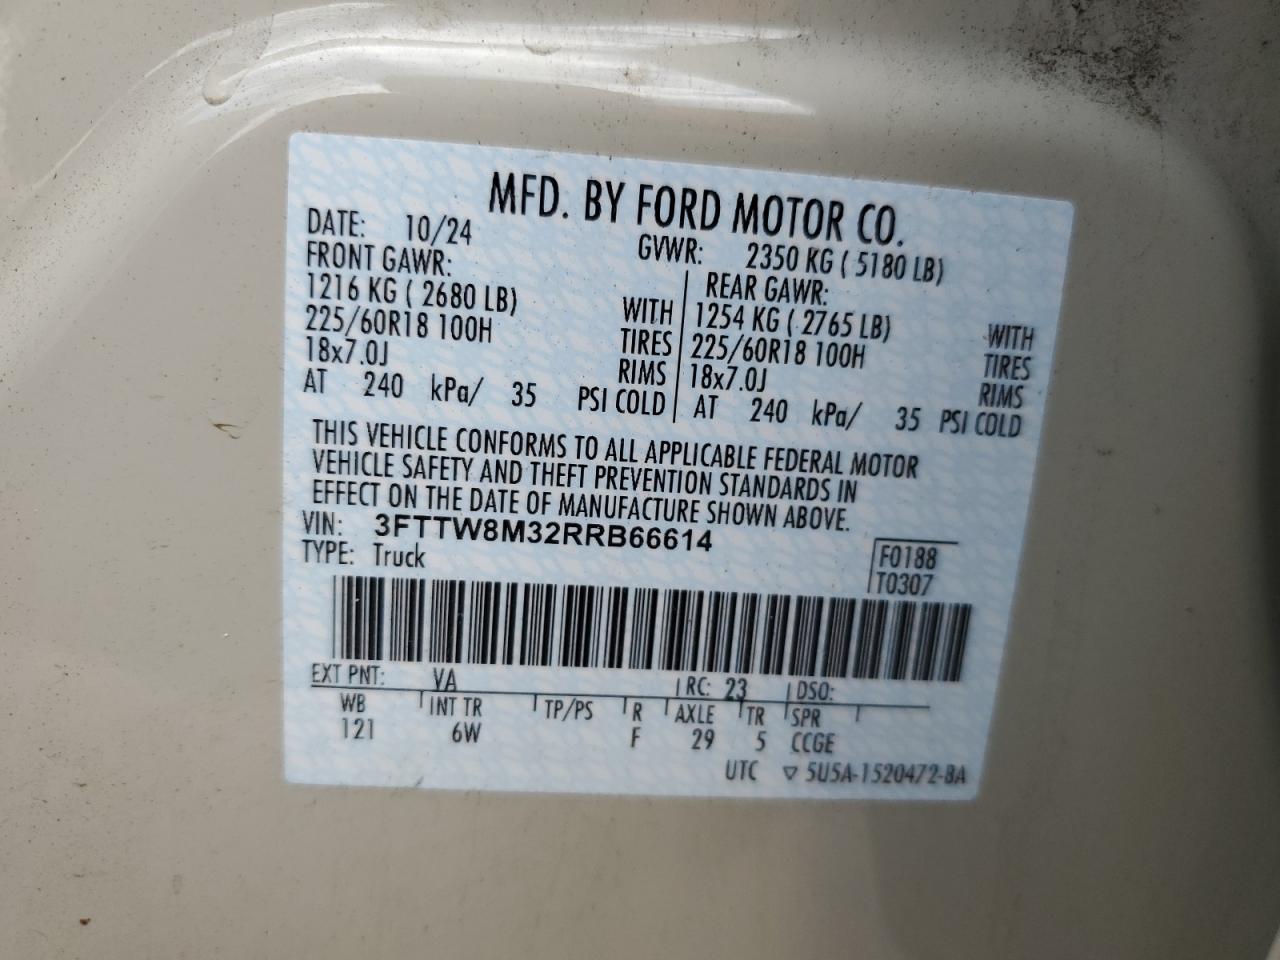 MFD. BY FORD MOTOR CO.
DATE: 10/24 GVWR: 2350 KG ( 5180 LB)
FRONT GAWR: REAR GAWR:
1216 KG ( 2680 LB) WITH 1254 KG ( 2765 LB) WITH
225/60R18 100H TIRES 225/60R18 100H TIRES
18x7.0J RIMS 18x7.0J RIMS
AT 240 kPa/ 35 PSI COLD AT 240 kPa/ 35 PSI COLD
THIS VEHICLE CONFORMS TO ALL APPLICABLE FEDERAL MOTOR
VEHICLE SAFETY AND THEFT PREVENTION STANDARDS IN
EFFECT ON THE DATE OF MANUFACTURE SHOWN ABOVE.
VIN: 3FTTW8M32RRB66614
TYPE: Truck F0188
T0307
EXT PNT: VA RC: 23 DSO:
WB INT TR TP/PS R AXLE TR SPR
121 6W F 29 5 CCGE
UTC ▽ 5U5A-1520472-BA